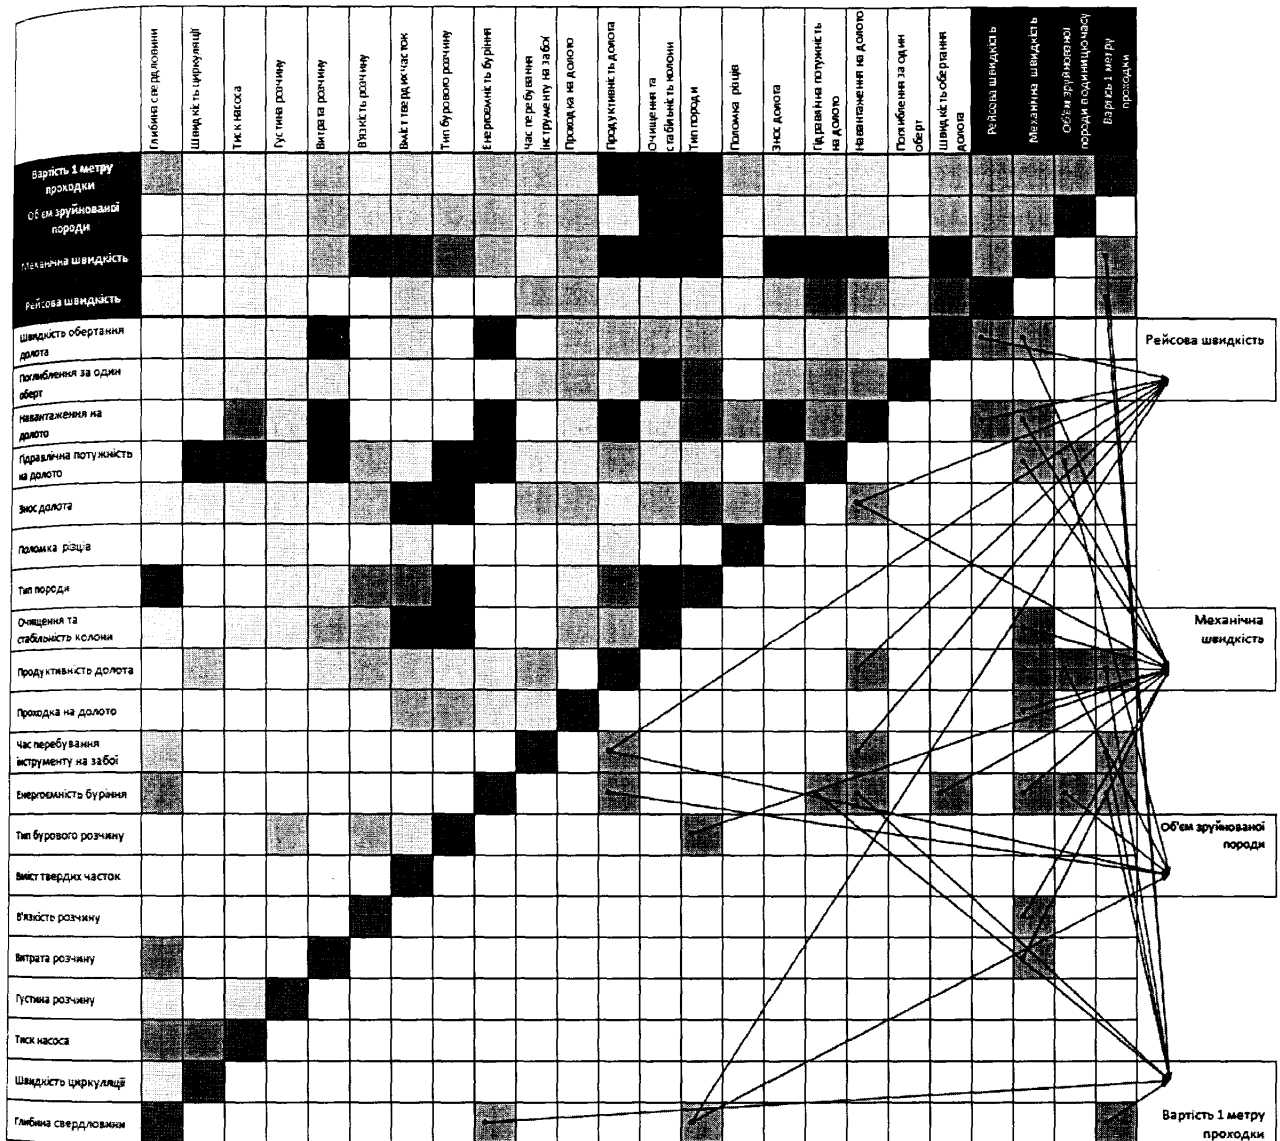 Глибина свердловини
Швидкість циркуляції
Тиск насоса
Густина розчину
Витрата розчину
В'язкість розчину
Вміст твердих часток
Тип бурового розчину
Енергоємність буріння
Час перебування
інструменту на забої
Проходка на долото
Продуктивність долота
Очищення та
стабільність колони
Тип породи
Поломка різців
Знос долота
Гідравлічна потужність
на долото
Навантаження на долото
Поглиблення за один
оберт
Швидкість обертання
долота
Рейсова швидкість
Механічна швидкість
Об'єм зруйнованої
породи в одиницю часу
Вартість 1 метру
проходки
Вартість 1 метру
проходки
Об'єм зруйнованої
породи
Механічна швидкість
Рейсова швидкість
Швидкість обертання
долота
Поглиблення за один
оберт
Навантаження на
долото
Гідравлічна потужність
на долото
Знос долота
Поломка різців
Тип породи
Очищення та
стабільність колони
Продуктивність долота
Проходка на долото
Час перебування
інструменту на забої
Енергоємність буріння
Тип бурового розчину
Вміст твердих часток
В'язкість розчину
Витрата розчину
Густина розчину
Тиск насоса
Швидкість циркуляції
Глибина свердловини
Рейсова швидкість
Механічна
швидкість
Об'єм зруйнованої
породи
Вартість 1 метру
проходки